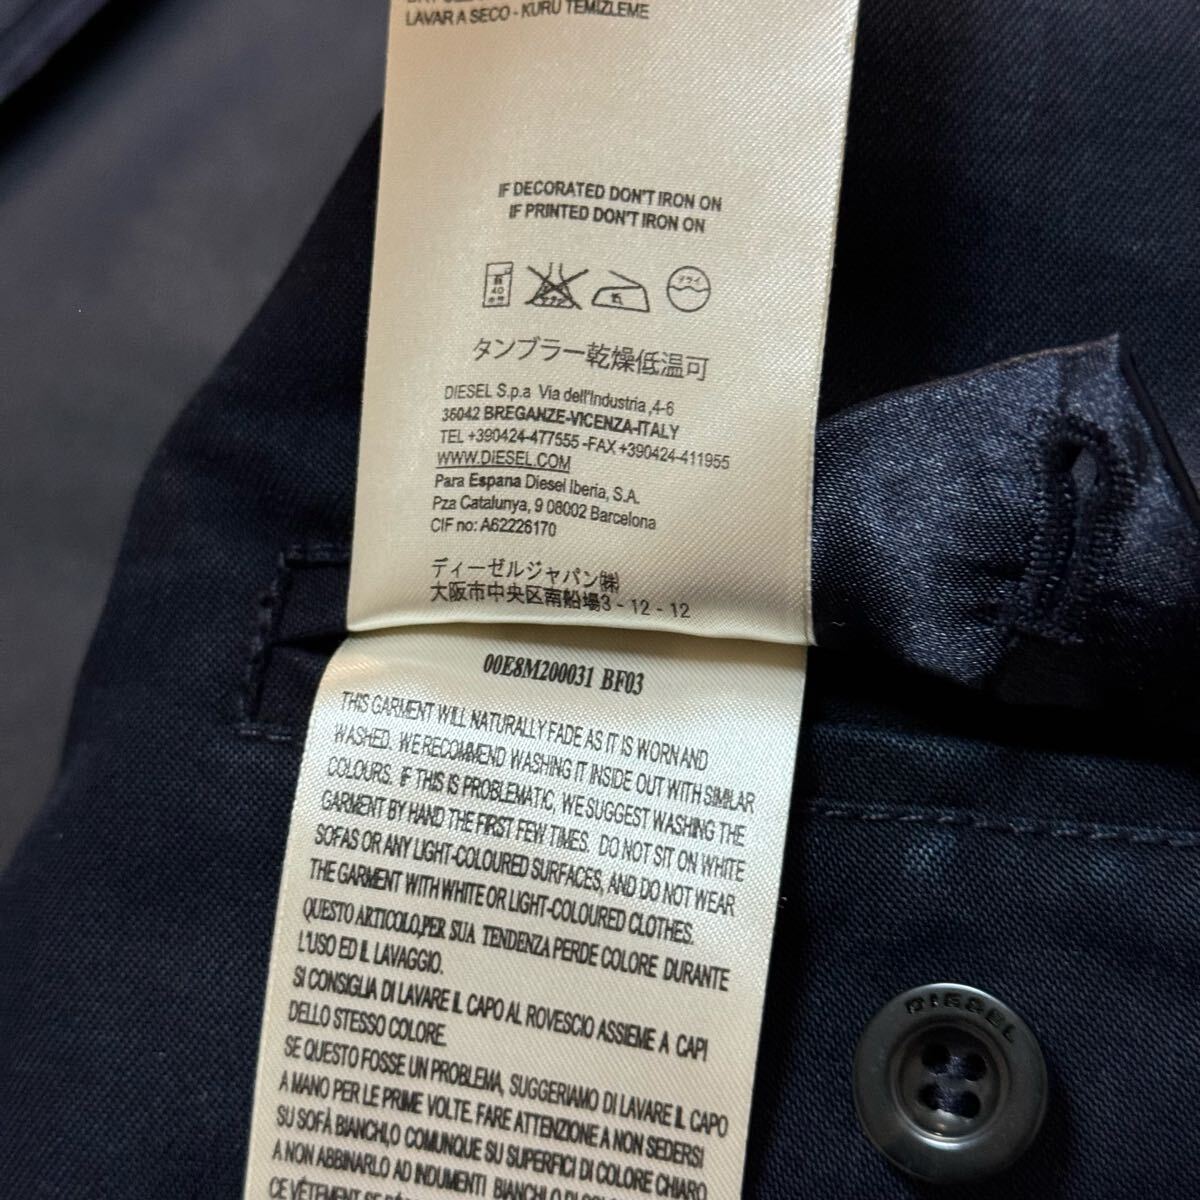 LAVAR A SECO - KURU TEMIZLEME
IF DECORATED DON'T IRON ON
IF PRINTED DON'T IRON ON
40
ドライ
タンブラー乾燥低温可
DIESEL S.p.a Via dell'Industria ,4-6
36042 BREGANZE-VICENZA-ITALY
TEL +390424-477555 -FAX +390424-411955
WWW.DIESEL.COM
Para Espana Diesel Iberia, S.A.
Pza Catalunya, 9 08002 Barcelona
CIF no: A62226170
ディーゼルジャパン㈱
大阪市中央区南船場3 - 12 - 12
00E8M200031 BF03
THIS GARMENT WILL NATURALLY FADE AS IT IS WORN AND
WASHED. WE RECOMMEND WASHING IT INSIDE OUT WITH SIMILAR
COLOURS. IF THIS IS PROBLEMATIC, WE SUGGEST WASHING THE
GARMENT BY HAND THE FIRST FEW TIMES. DO NOT SIT ON WHITE
SOFAS OR ANY LIGHT-COLOURED SURFACES, AND DO NOT WEAR
THE GARMENT WITH WHITE OR LIGHT-COLOURED CLOTHES.
QUESTO ARTICOLO,PER SUA TENDENZA PERDE COLORE DURANTE
L'USO ED IL LAVAGGIO.
SI CONSIGLIA DI LAVARE IL CAPO AL ROVESCIO ASSIEME A CAPI
DELLO STESSO COLORE.
SE QUESTO FOSSE UN PROBLEMA, SUGGERIAMO DI LAVARE IL CAPO
A MANO PER LE PRIME VOLTE. FARE ATTENZIONE A NON SEDERSI
SU SOFÀ BIANCHI,O COMUNQUE SU SUPERFICI DI COLORE CHIARO
A NON ABBINARLO AD INDUMENTI BIANCHI O DI
CE VÊTEMENT SE
DIESEL